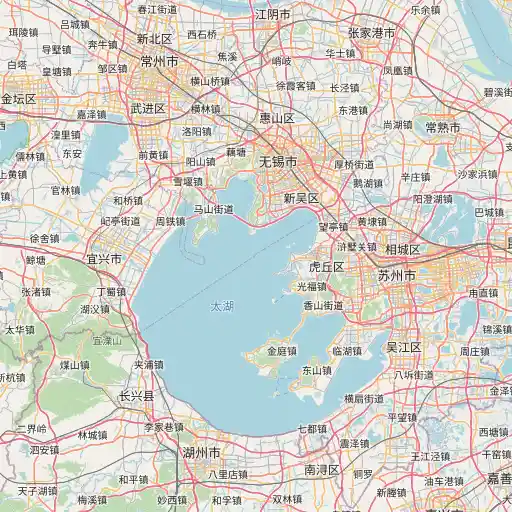 珥陵镇
吕城镇
春江街道
西石桥
江阴市
乐余镇
导墅镇
奔牛镇
新北区
张家港市
常州市
焦溪
峭岐
华士镇
白塔
皇塘镇
邹区镇
横山桥镇
徐霞客镇
长泾镇
凤凰镇
碧溪街
金坛区
嘉泽镇
武进区
横林镇
惠山区
东港镇
尚湖镇
常熟市
洛阳镇
湟里镇
儒林镇
东安
前黄镇
阳山镇
藕塘
无锡市
厚桥街道
上黄镇
官林镇
雪堰镇
鹅湖镇
辛庄镇
沙家浜镇
和桥镇
新吴区
阳澄湖镇
马山街道
巴城镇
屺亭街道
周铁镇
望亭镇
黄埭镇
徐舍镇
浒墅关镇
相城区
宜兴市
鲸塘镇
虎丘区
苏州市
张渚镇
丁蜀镇
光福镇
甪直镇
湖㳇镇
太湖
香山街道
太华镇
宜溧山
吴江区
锦溪镇
金庭镇
临湖镇
周庄镇
煤山镇
夹浦镇
东山镇
八坼街道
新杭镇
长兴县
横扇街道
金泽
平望镇
二界岭
林城镇
李家巷镇
七都镇
西塘镇
泗安镇
湖州市
震泽镇
王江泾镇
干窑镇
南浔区
和平镇
八里店镇
铜罗
油车港镇
嘉善
天子湖镇
梅溪镇
妙西镇
和孚镇
双林镇
新塍镇
嘉兴市